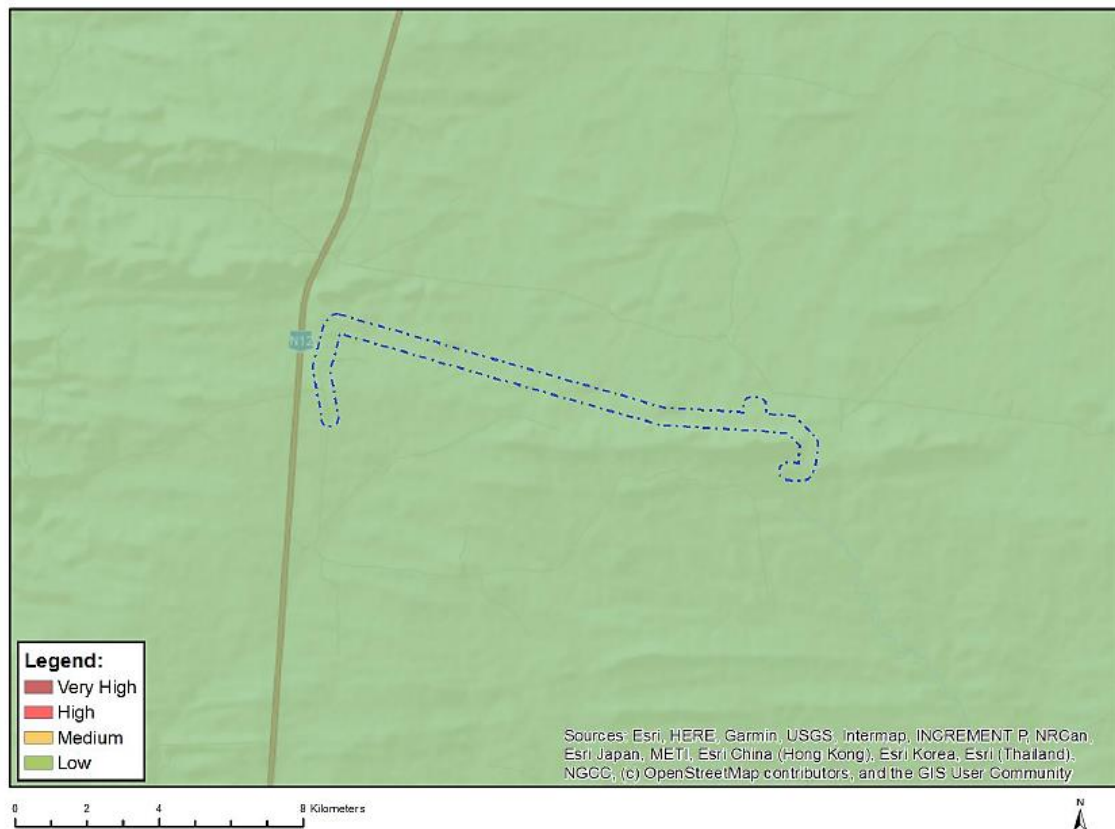 N12
Legend:
Very High
High
Medium
Low
Sources: Esri, HERE, Garmin, USGS, Intermap, INCREMENT P, NRCan,
Esri Japan, METI, Esri China (Hong Kong), Esri Korea, Esri (Thailand),
NGCC, (c) OpenStreetMap contributors, and the GIS User Community
0 2 4 8 Kilometers
N